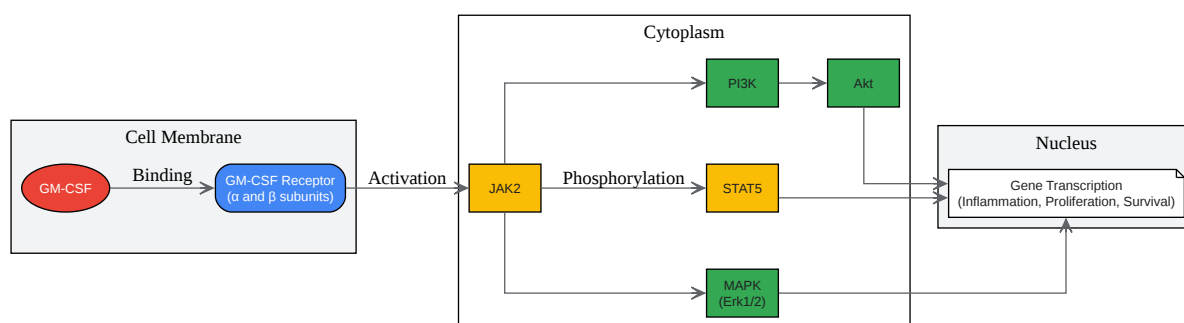 Cell Membrane
GM-CSF
Binding
GM-CSF Receptor
(α and β subunits)
Activation
Cytoplasm
JAK2
Phosphorylation
PI3K
Akt
STAT5
MAPK
(Erk1/2)
Nucleus
Gene Transcription
(Inflammation, Proliferation, Survival)